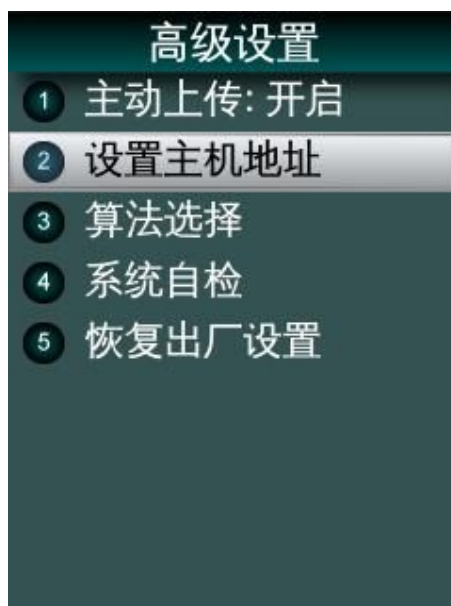 高级设置
1 主动上传: 开启
2 设置主机地址
3 算法选择
4 系统自检
5 恢复出厂设置